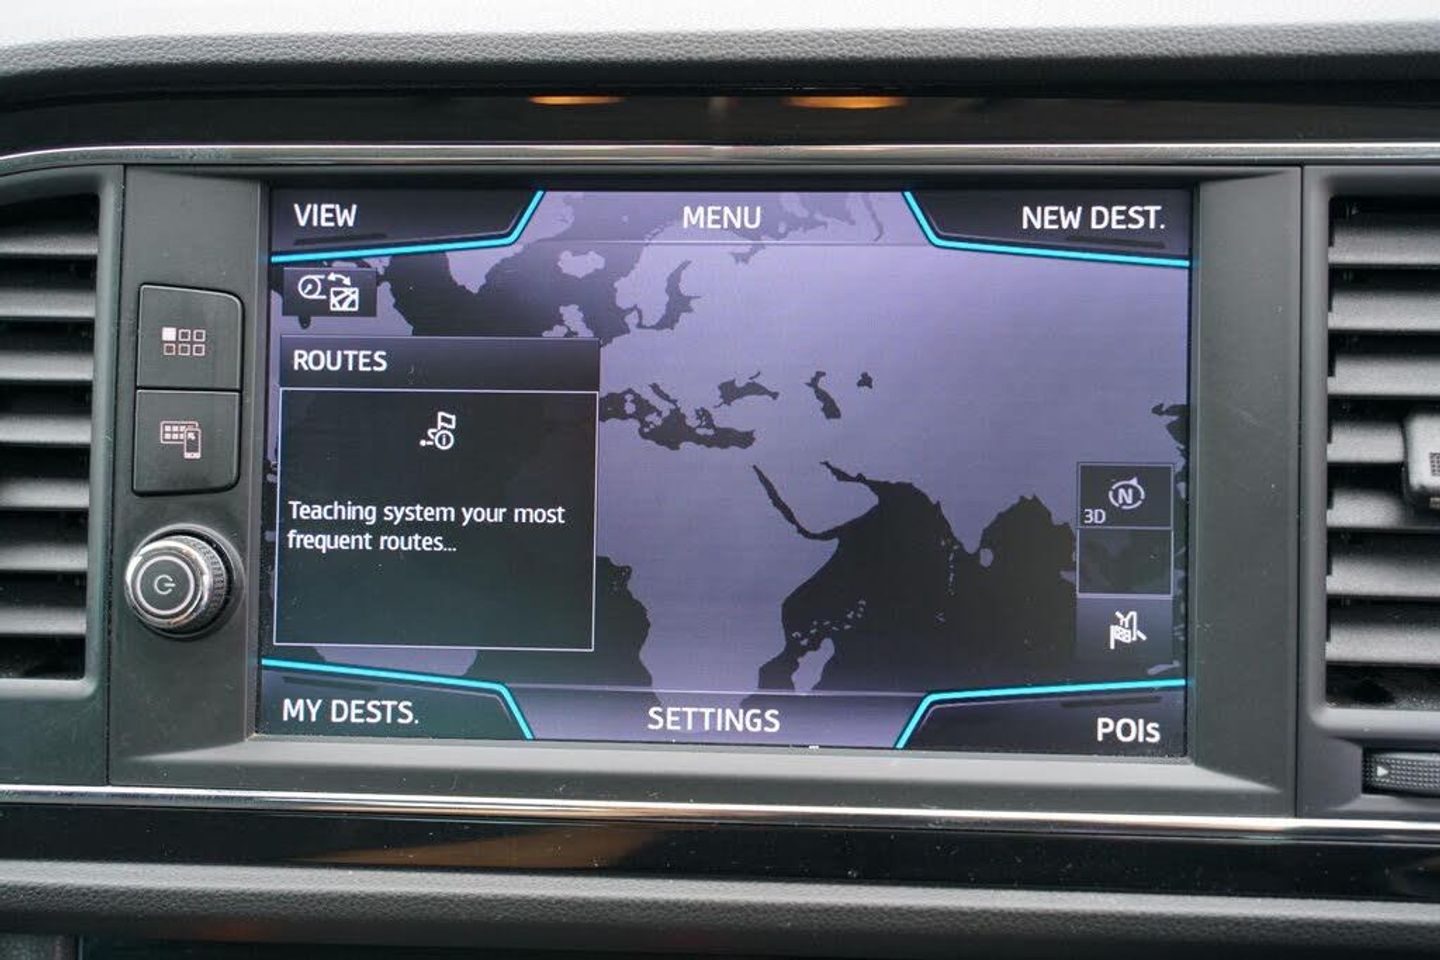 VIEW
MENU
NEW DEST.
ROUTES
Teaching system your most
frequent routes...
N
3D
MY DESTS.
SETTINGS
POIs